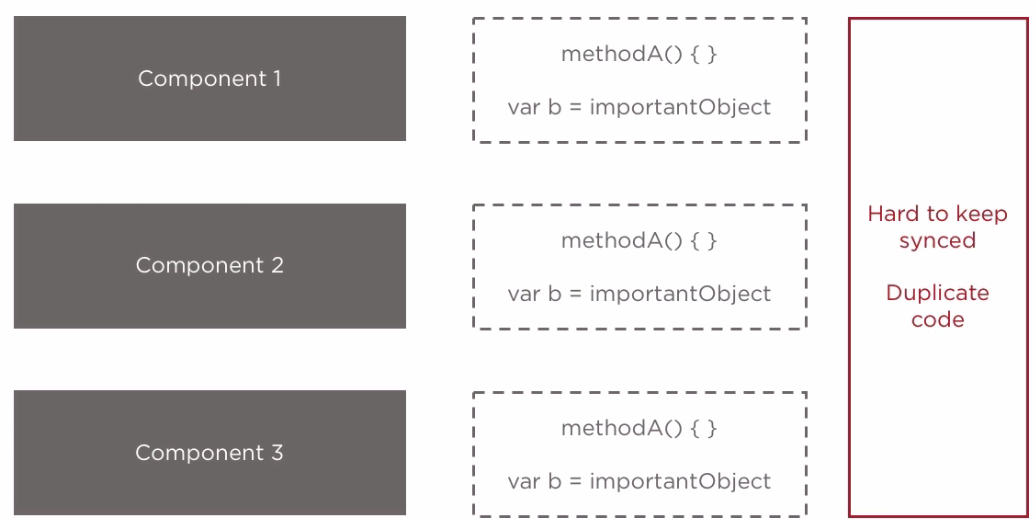 Component 1
methodA() { }
var b = importantObject
Component 2
methodA() { }
var b = importantObject
Component 3
methodA() { }
var b = importantObject
Hard to keep
synced
Duplicate
code